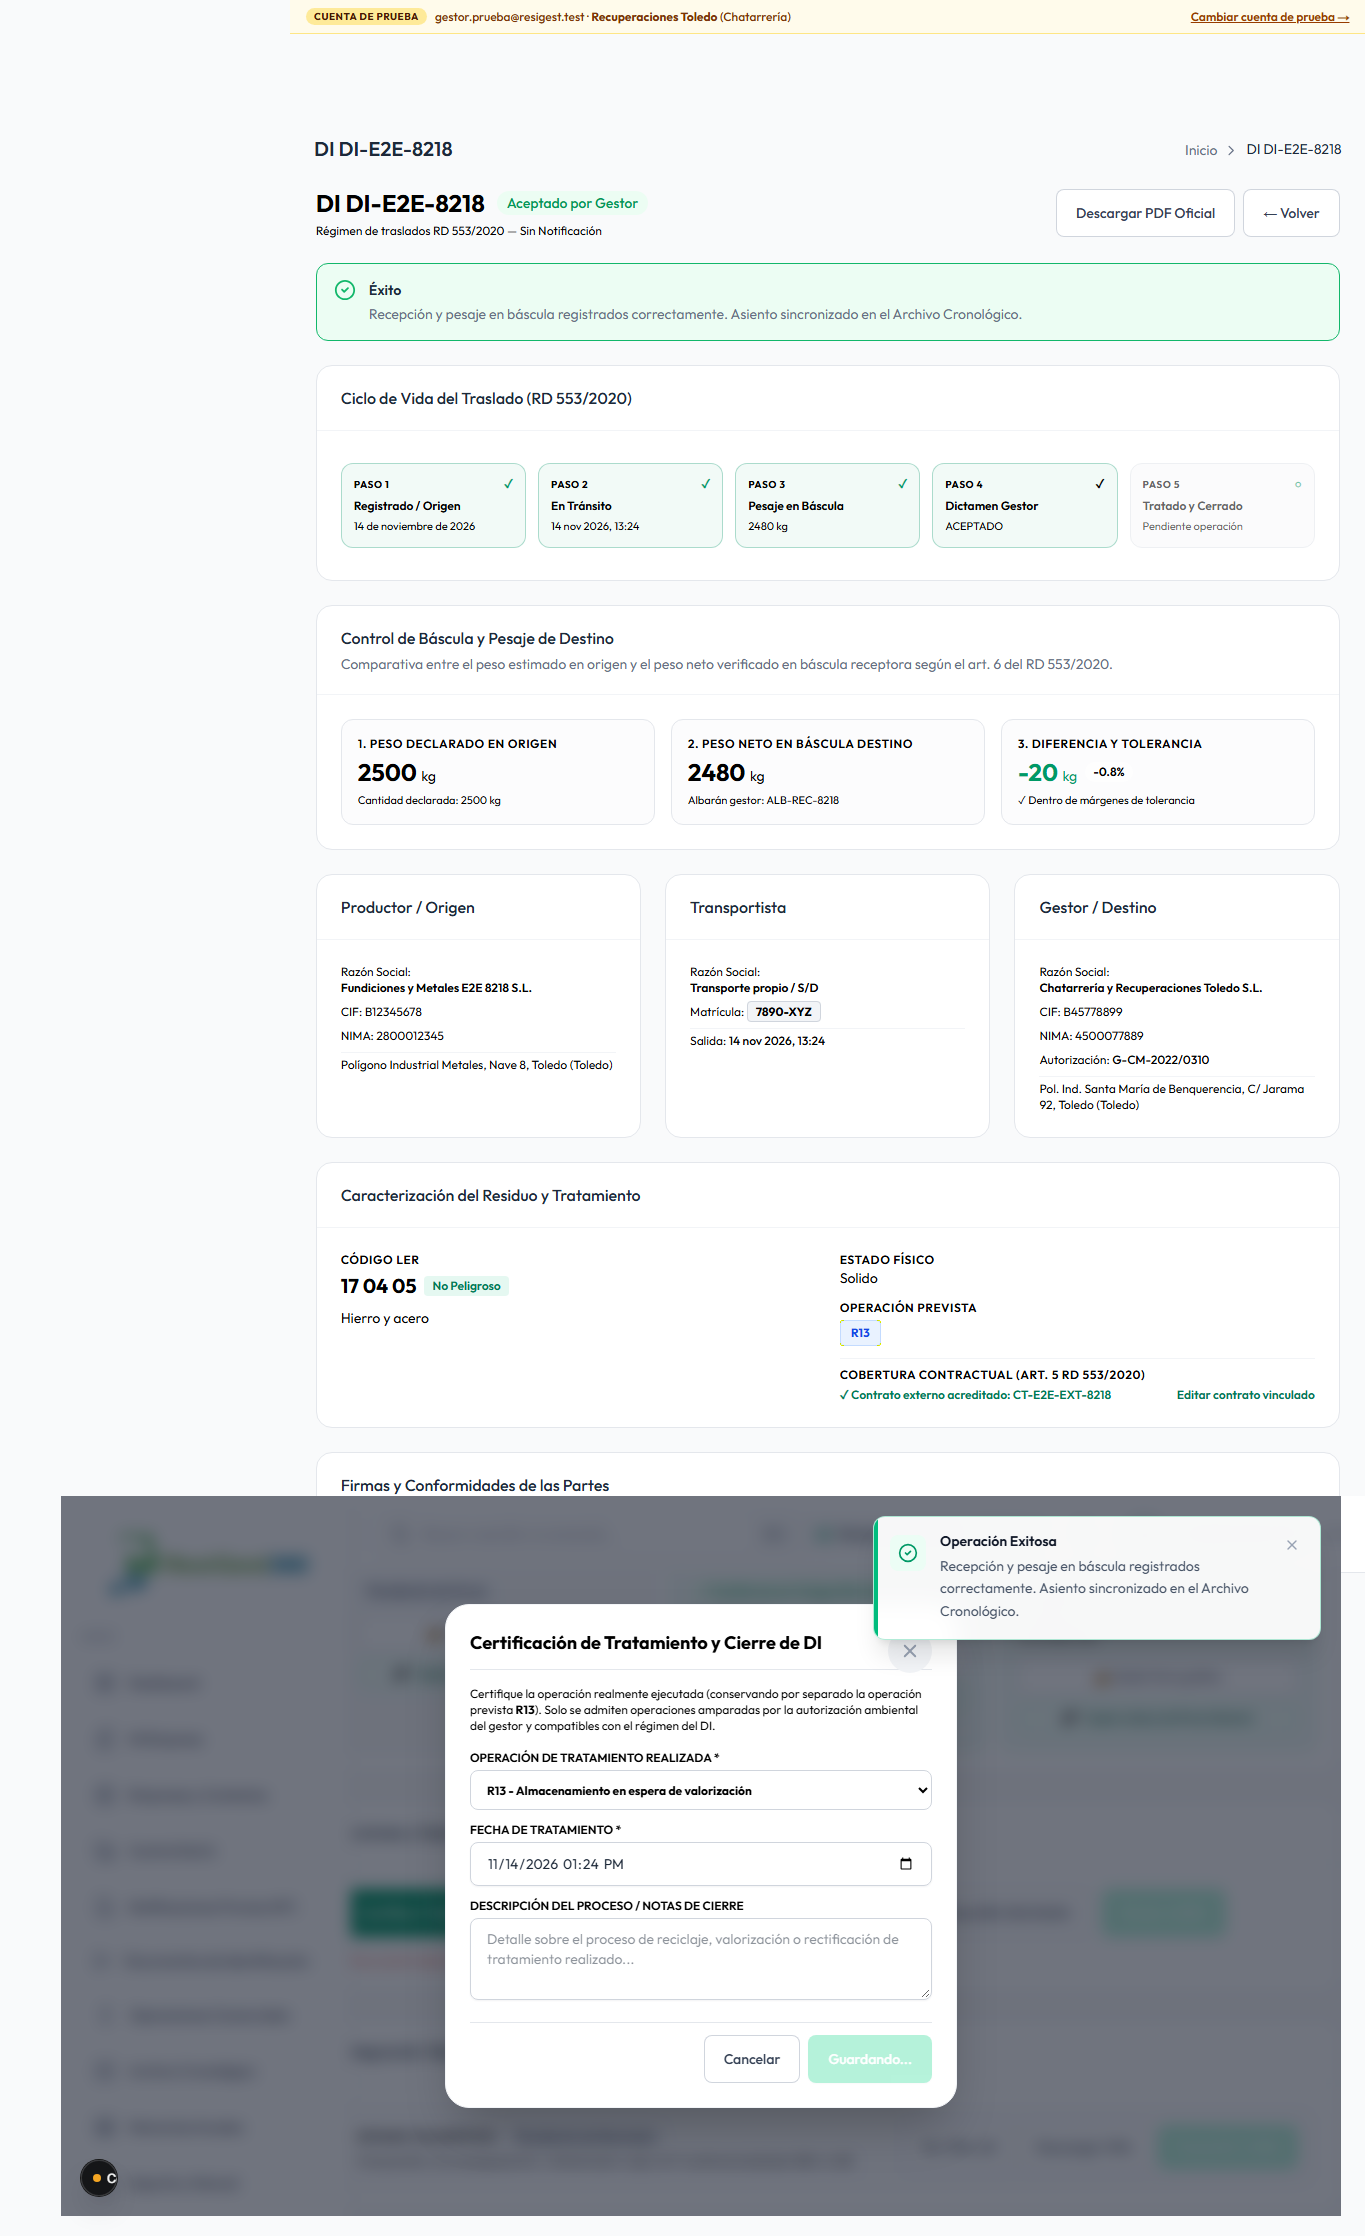 CUENTA DE PRUEBA gestor.prueba@resigest.test · Recuperaciones Toledo (Chatarrería) Cambiar cuenta de prueba →
DI DI-E2E-8218
Inicio > DI DI-E2E-8218
DI DI-E2E-8218 Aceptado por Gestor
Régimen de traslados RD 553/2020 — Sin Notificación
Descargar PDF Oficial
← Volver
Éxito
Recepción y pesaje en báscula registrados correctamente. Asiento sincronizado en el Archivo Cronológico.
Ciclo de Vida del Traslado (RD 553/2020)
PASO 1 ✓
Registrado / Origen
14 de noviembre de 2026
PASO 2 ✓
En Tránsito
14 nov 2026, 13:24
PASO 3 ✓
Pesaje en Báscula
2480 kg
PASO 4 ✓
Dictamen Gestor
ACEPTADO
PASO 5 ○
Tratado y Cerrado
Pendiente operación
Control de Báscula y Pesaje de Destino
Comparativa entre el peso estimado en origen y el peso neto verificado en báscula receptora según el art. 6 del RD 553/2020.
1. PESO DECLARADO EN ORIGEN
2500 kg
Cantidad declarada: 2500 kg
2. PESO NETO EN BÁSCULA DESTINO
2480 kg
Albarán gestor: ALB-REC-8218
3. DIFERENCIA Y TOLERANCIA
-20 kg -0.8%
✓ Dentro de márgenes de tolerancia
Productor / Origen
Razón Social:
Fundiciones y Metales E2E 8218 S.L.
CIF: B12345678
NIMA: 2800012345
Polígono Industrial Metales, Nave 8, Toledo (Toledo)
Transportista
Razón Social:
Transporte propio / S/D
Matrícula: 7890-XYZ
Salida: 14 nov 2026, 13:24
Gestor / Destino
Razón Social:
Chatarrería y Recuperaciones Toledo S.L.
CIF: B45778899
NIMA: 4500077889
Autorización: G-CM-2022/0310
Pol. Ind. Santa María de Benquerencia, C/ Jarama
92, Toledo (Toledo)
Caracterización del Residuo y Tratamiento
CÓDIGO LER
17 04 05 No Peligroso
Hierro y acero
ESTADO FÍSICO
Solido
OPERACIÓN PREVISTA
R13
COBERTURA CONTRACTUAL (ART. 5 RD 553/2020)
✓ Contrato externo acreditado: CT-E2E-EXT-8218 Editar contrato vinculado
Firmas y Conformidades de las Partes
Operación Exitosa
Recepción y pesaje en báscula registrados
correctamente. Asiento sincronizado en el Archivo
Cronológico.
Certificación de Tratamiento y Cierre de DI
Certifique la operación realmente ejecutada (conservando por separado la operación
prevista R13). Solo se admiten operaciones amparadas por la autorización ambiental
del gestor y compatibles con el régimen del DI.
OPERACIÓN DE TRATAMIENTO REALIZADA *
R13 - Almacenamiento en espera de valorización
FECHA DE TRATAMIENTO *
11/14/2026 01:24 PM
DESCRIPCIÓN DEL PROCESO / NOTAS DE CIERRE
Detalle sobre el proceso de reciclaje, valorización o rectificación de
tratamiento realizado...
Cancelar
Guardando...
C